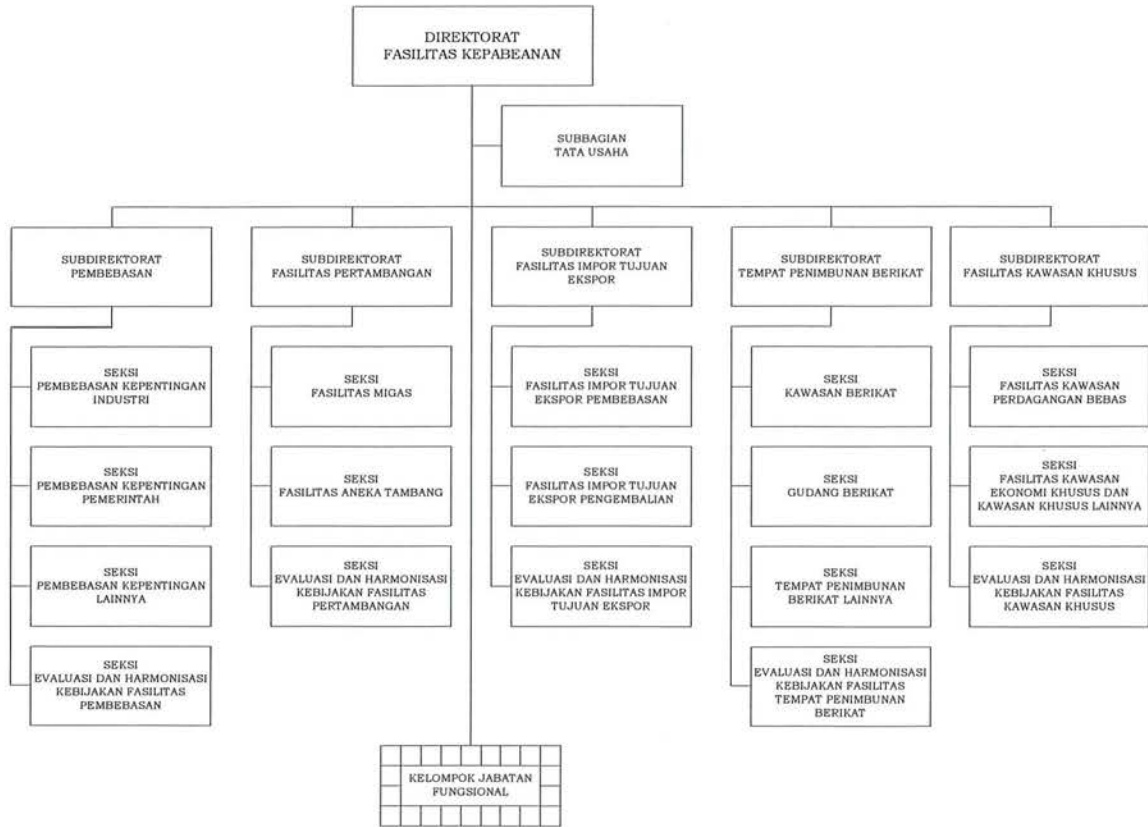 DIREKTORAT
FASILITAS KEPABEANAN
SUBBAGIAN
TATA USAHA
SUBDIREKTORAT
PEMBEBASAN
SUBDIREKTORAT
FASILITAS PERTAMBANGAN
SUBDIREKTORAT
FASILITAS IMPOR TUJUAN
EKSPOR
SUBDIREKTORAT
TEMPAT PENIMBUNAN BERIKAT
SUBDIREKTORAT
FASILITAS KAWASAN KHUSUS
SEKSI
PEMBEBASAN KEPENTINGAN
INDUSTRI
SEKSI
FASILITAS MIGAS
SEKSI
FASILITAS IMPOR TUJUAN
EKSPOR PEMBEBASAN
SEKSI
KAWASAN BERIKAT
SEKSI
FASILITAS KAWASAN
PERDAGANGAN BEBAS
SEKSI
PEMBEBASAN KEPENTINGAN
PEMERINTAH
SEKSI
FASILITAS ANEKA TAMBANG
SEKSI
FASILITAS IMPOR TUJUAN
EKSPOR PENGEMBALIAN
SEKSI
GUDANG BERIKAT
SEKSI
FASILITAS KAWASAN
EKONOMI KHUSUS DAN
KAWASAN KHUSUS LAINNYA
SEKSI
PEMBEBASAN KEPENTINGAN
LAINNYA
SEKSI
EVALUASI DAN HARMONISASI
KEBIJAKAN FASILITAS
PERTAMBANGAN
SEKSI
EVALUASI DAN HARMONISASI
KEBIJAKAN FASILITAS IMPOR
TUJUAN EKSPOR
SEKSI
TEMPAT PENIMBUNAN
BERIKAT LAINNYA
SEKSI
EVALUASI DAN HARMONISASI
KEBIJAKAN FASILITAS
KAWASAN KHUSUS
SEKSI
EVALUASI DAN HARMONISASI
KEBIJAKAN FASILITAS
PEMBEBASAN
SEKSI
EVALUASI DAN HARMONISASI
KEBIJAKAN FASILITAS
TEMPAT PENIMBUNAN
BERIKAT
KELOMPOK JABATAN
FUNGSIONAL